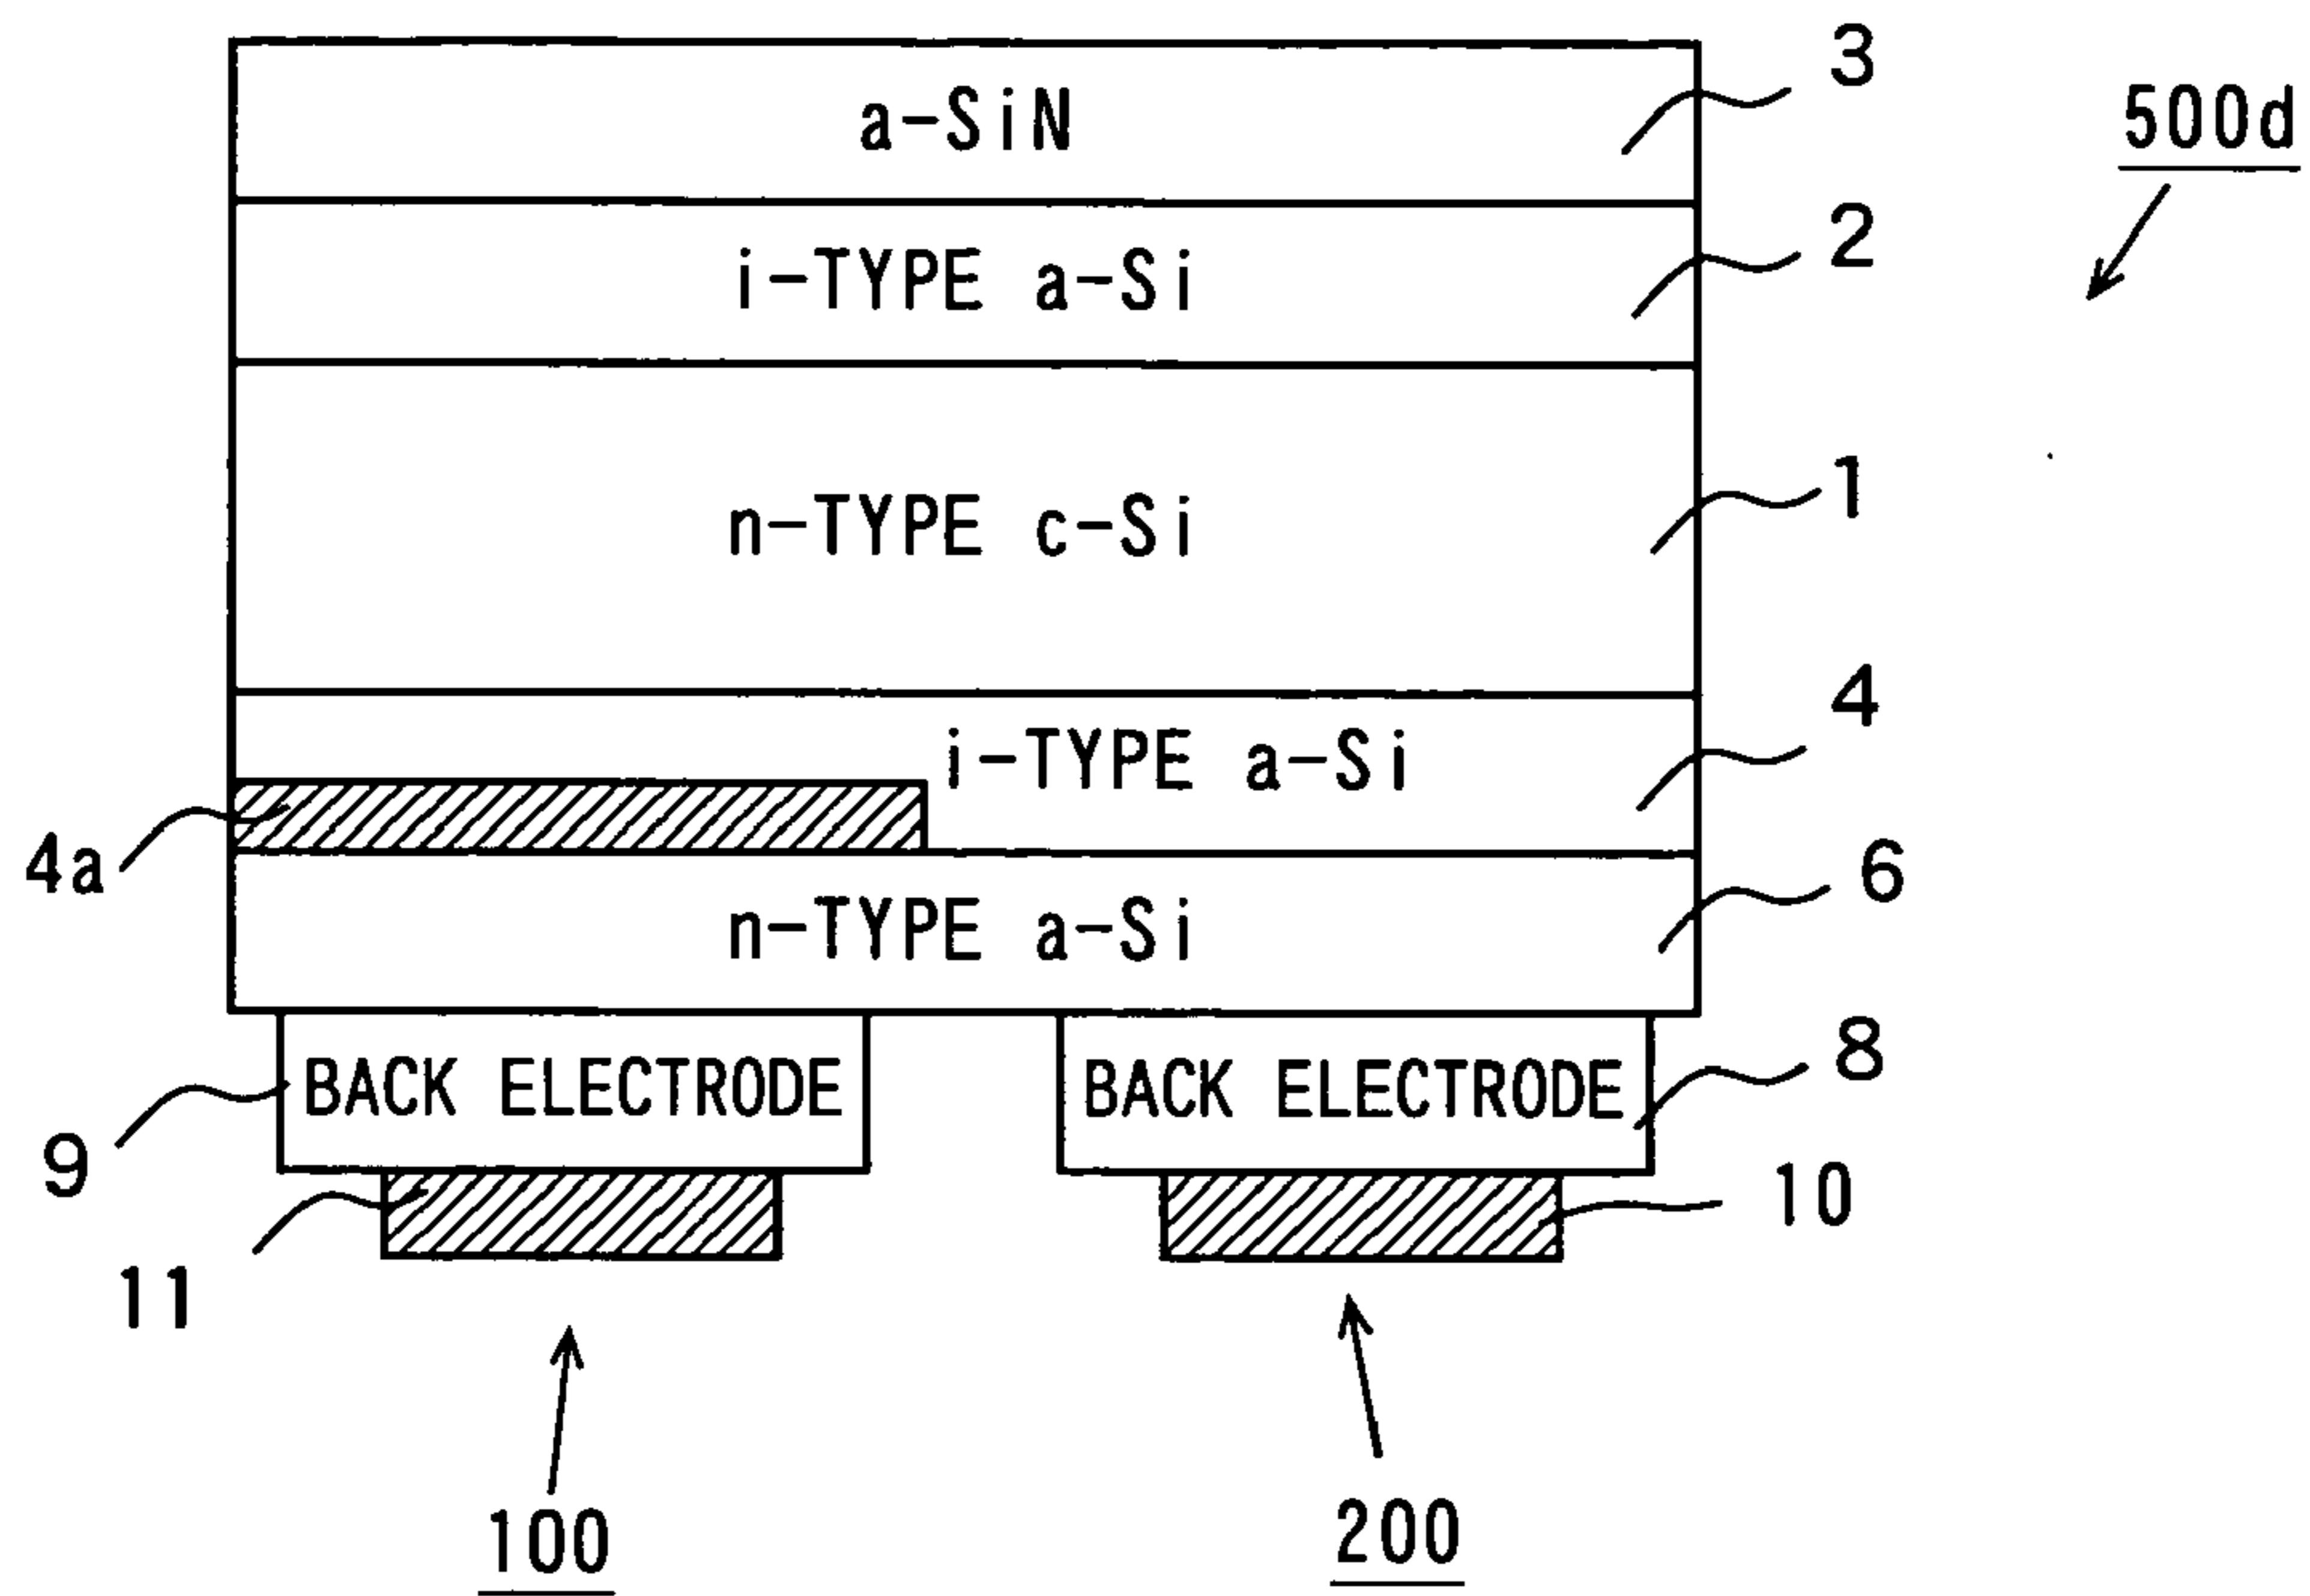 3
a-SiN
500d
2
i-TYPE a-Si
1
n-TYPE c-Si
4
i-TYPE a-Si
4a
6
n-TYPE a-Si
8
BACK ELECTRODE
BACK ELECTRODE
9
10
11
100
200